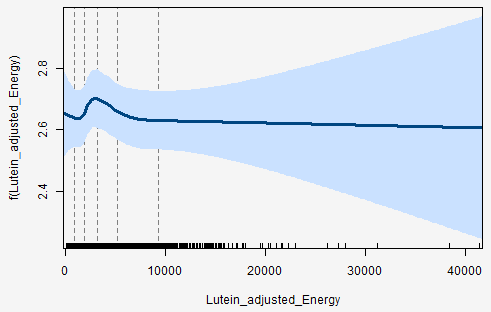 2.8
2.6
2.4
f(Lutein_adjusted_Energy)
0 10000 20000 30000 40000
Lutein_adjusted_Energy